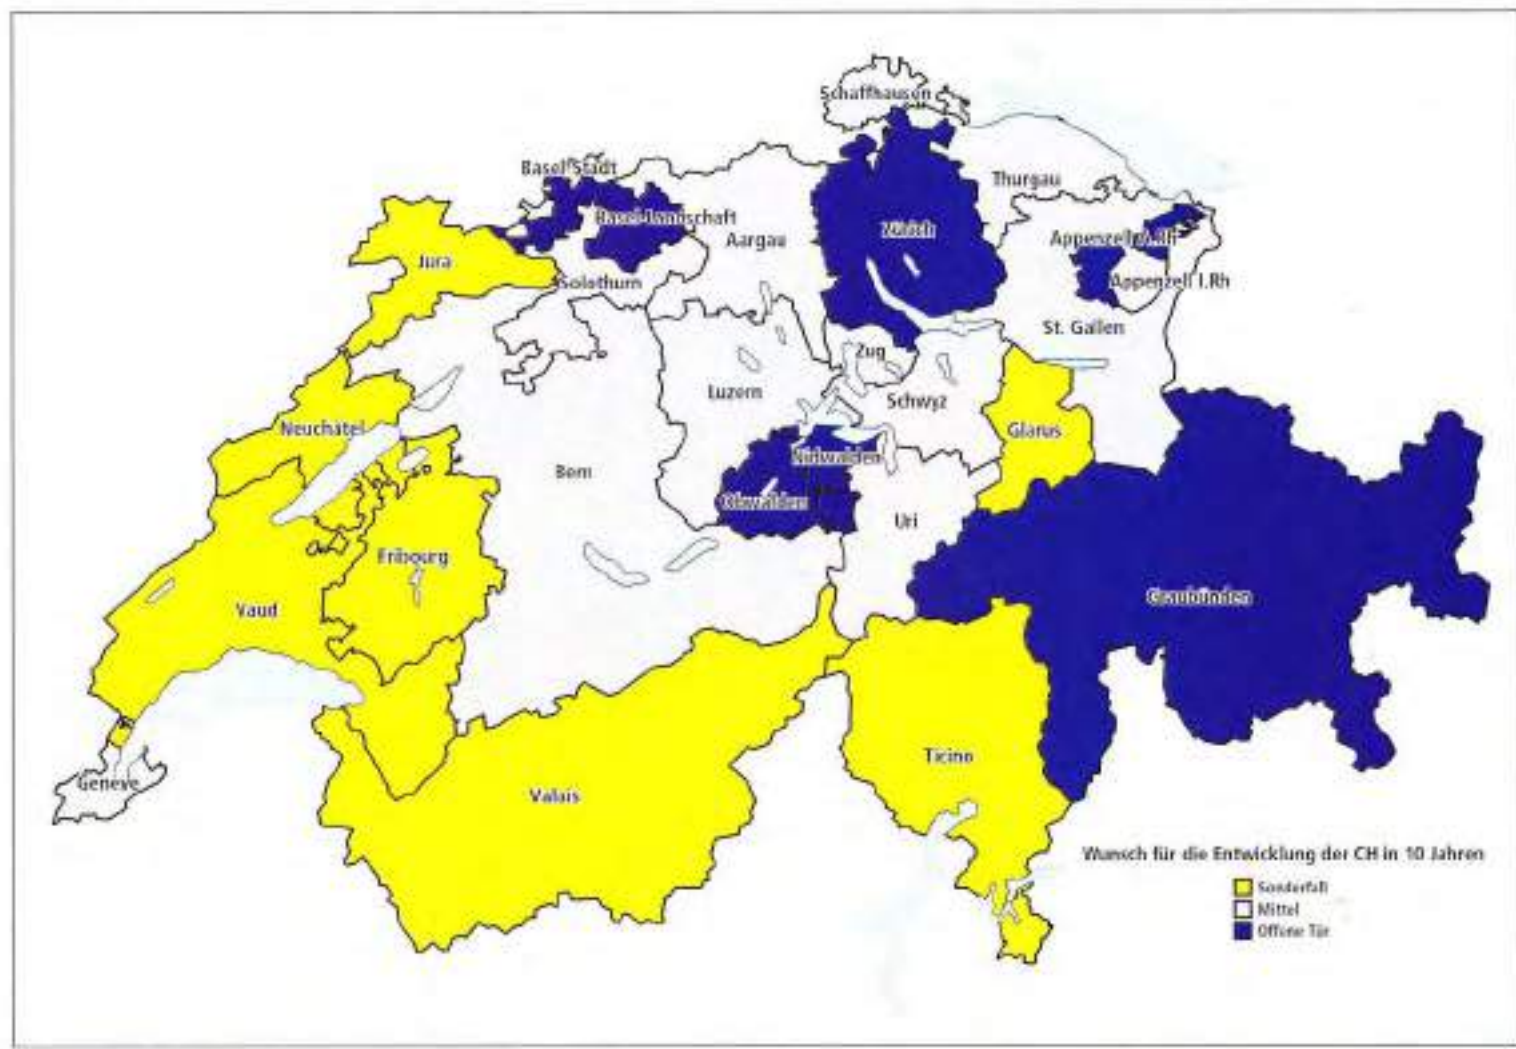 Schaffhausen
Basel-Stadt
Thurgau
Basel-Landschaft
Aargau
Zürich
Appenzell A.Rh
Jura
Solothurn
Appenzell I.Rh
St. Gallen
Zug
Luzern
Schwyz
Neuchâtel
Glarus
Bern
Nidwalden
Obwalden
Uri
Fribourg
Vaud
Graubünden
Ticino
Genève
Valais
Wunsch für die Entwicklung der CH in 10 Jahren
Sonderfall
Mittel
Offene Tür